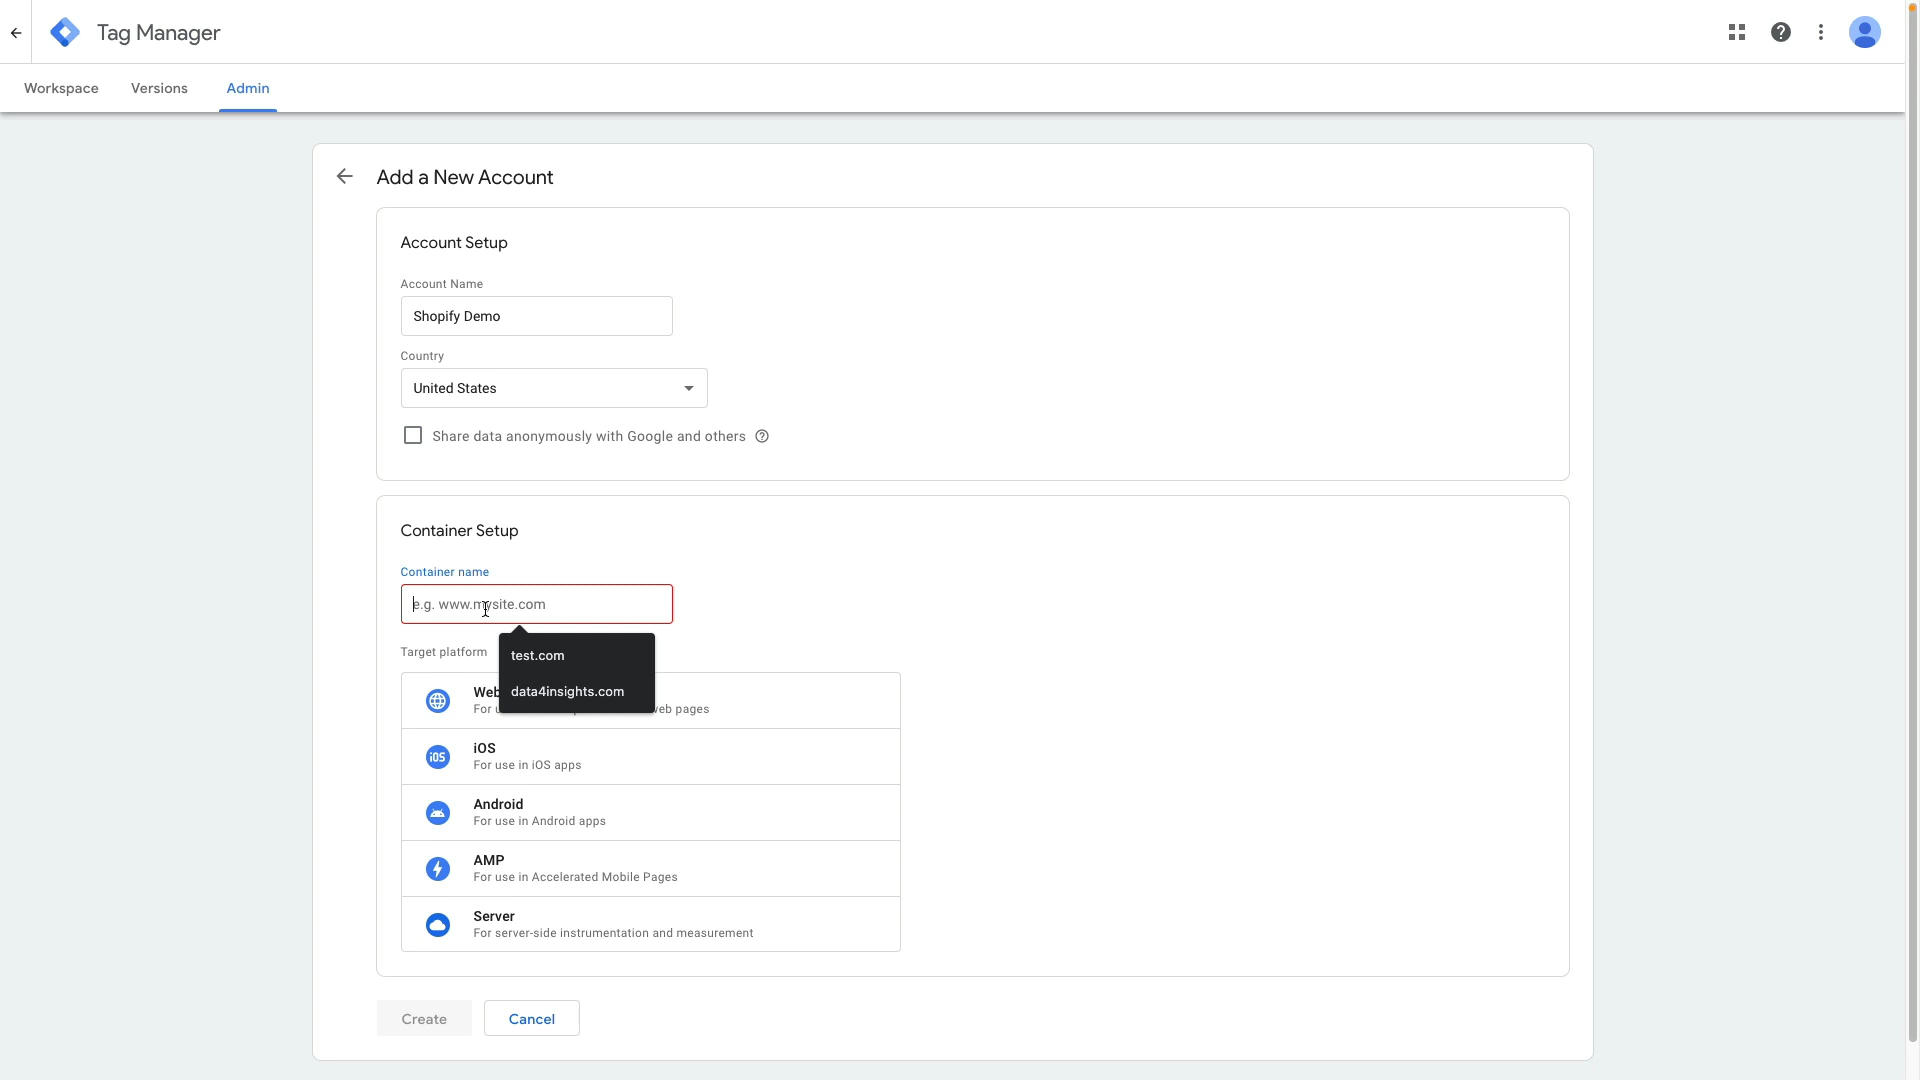 Tag Manager
Workspace
Versions
Admin
Add a New Account
Account Setup
Account Name
Shopify Demo
Country
United States
Share data anonymously with Google and others
Container Setup
Container name
e.g. www.mysite.com
test.com
data4insights.com
Target platform
Web
For
web pages
iOS
iOS
For use in iOS apps
Android
For use in Android apps
AMP
For use in Accelerated Mobile Pages
Server
For server-side instrumentation and measurement
Create
Cancel